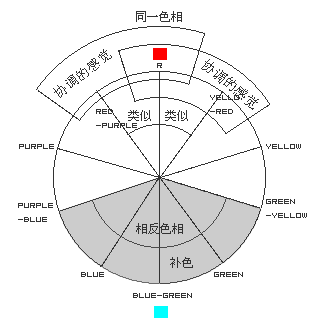 同一色相
协调的感觉
协调的感觉
R
RED
-PURPLE
类似
类似
YELLO
-RED
PURPLE
YELLOW
PURPLE
-BLUE
GREEN
-YELLOW
相反色相
补色
BLUE
GREEN
BLUE-GREEN